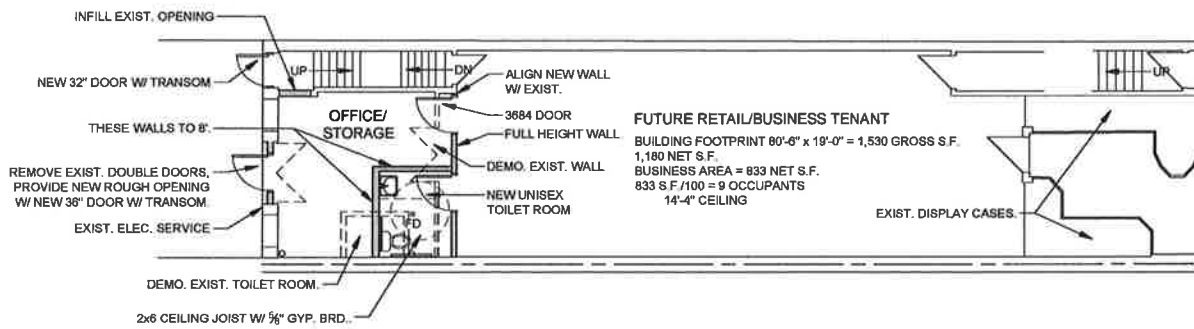 INFILL EXIST. OPENING
NEW 32" DOOR W/ TRANSOM
UP
DN
ALIGN NEW WALL
W/ EXIST.
UP
OFFICE/
STORAGE
3684 DOOR
THESE WALLS TO 8'.
FULL HEIGHT WALL
FUTURE RETAIL/BUSINESS TENANT
BUILDING FOOTPRINT 80'-6" x 19'-0" = 1,530 GROSS S.F.
1,180 NET S.F.
BUSINESS AREA = 833 NET S.F.
833 S.F./100 = 9 OCCUPANTS
14'-4" CEILING
DEMO. EXIST. WALL
REMOVE EXIST. DOUBLE DOORS,
PROVIDE NEW ROUGH OPENING
W/ NEW 36" DOOR W/ TRANSOM
NEW UNISEX
TOILET ROOM
EXIST. ELEC. SERVICE
FD
EXIST. DISPLAY CASES.
DEMO. EXIST. TOILET ROOM.
2x6 CEILING JOIST W/ ⅝" GYP. BRD..